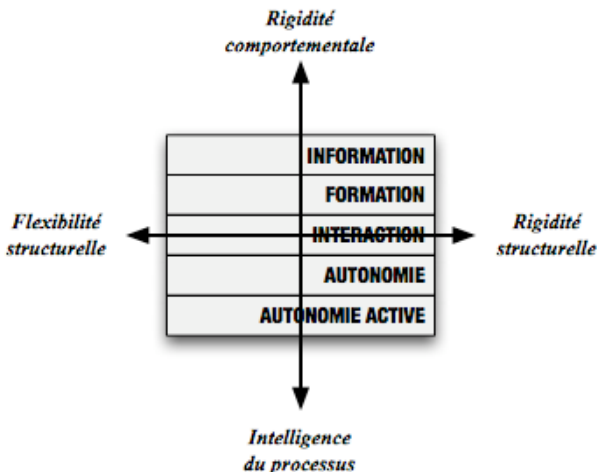 Rigidité
comportementale
INFORMATION
FORMATION
Flexibilité
structurelle
INTERACTION
Rigidité
structurelle
AUTONOMIE
AUTONOMIE ACTIVE
Intelligence
du processus